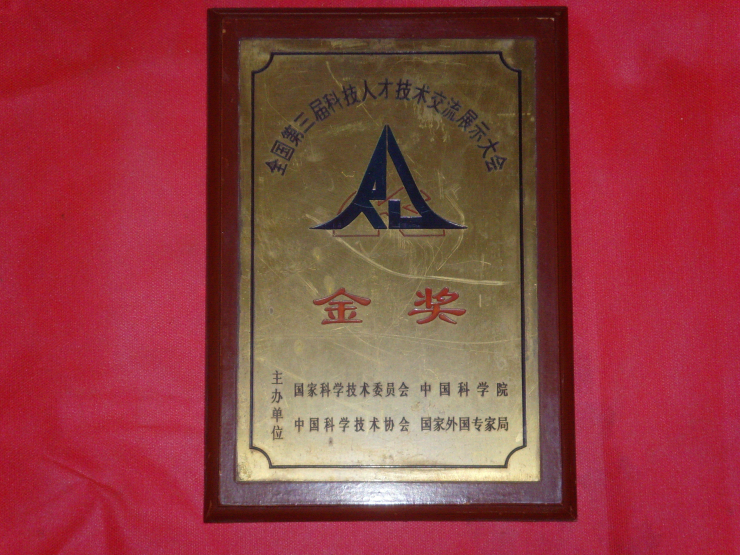 全国第三届科技人才技术交流展示大会
金奖
主办单位
国家科学技术委员会 中国科学院
中国科学技术协会 国家外国专家局